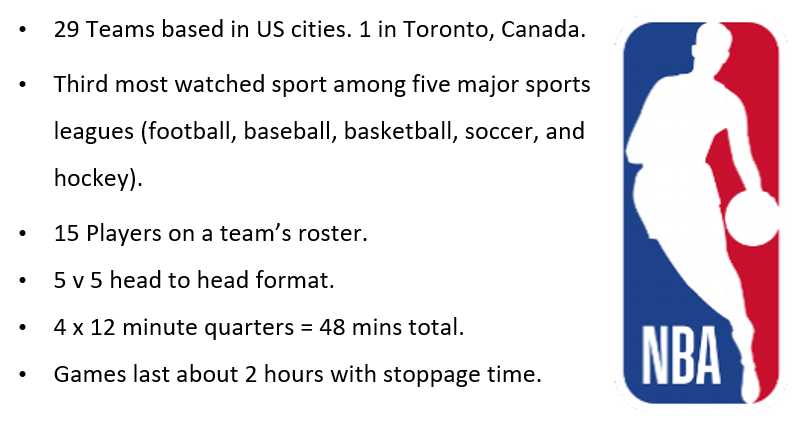 • 29 Teams based in US cities. 1 in Toronto, Canada.
• Third most watched sport among five major sports
leagues (football, baseball, basketball, soccer, and
hockey).
• 15 Players on a team’s roster.
• 5 v 5 head to head format.
• 4 x 12 minute quarters = 48 mins total.
• Games last about 2 hours with stoppage time.
NBA